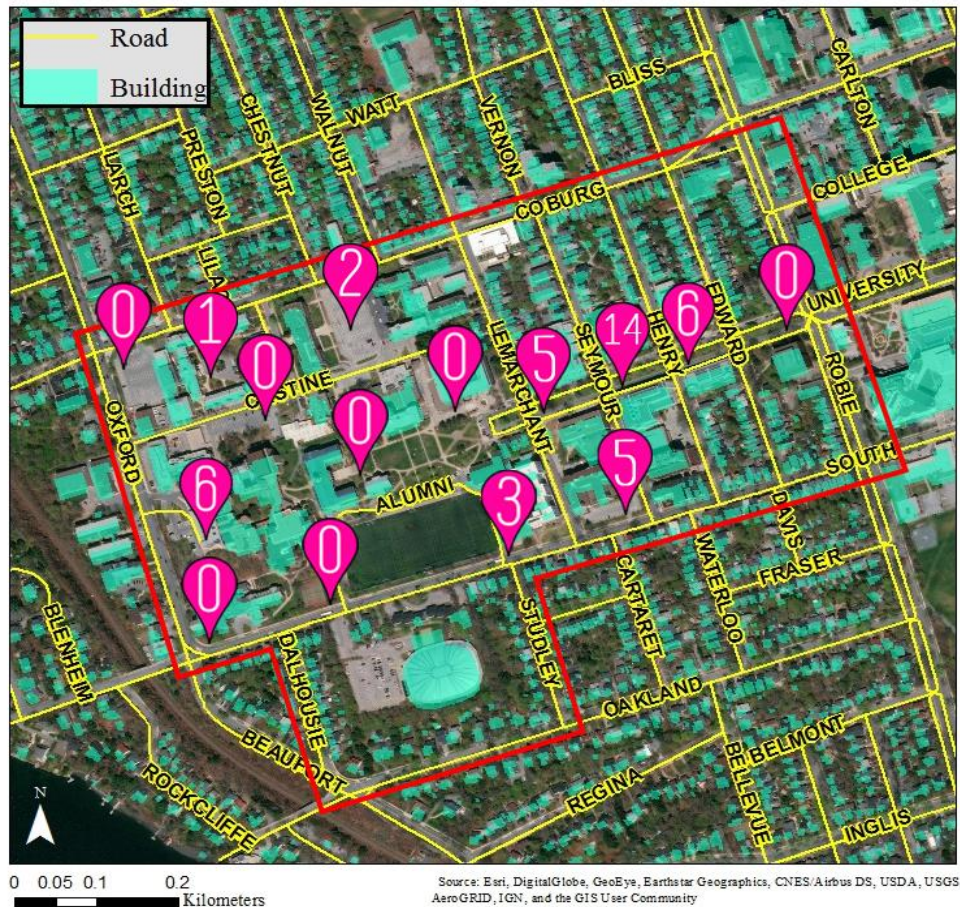 Road
Building
CARLTON
BLISS
WATT
CHESTNUT
WALNUT
VERNON
PRESTON
LARCH
COLLEGE
COBURG
2
0
UNIVERSITY
0
1
6
EDWARD
14
HENRY
0
5
0
SEYMOUR
LEMARCHANT
ROBIE
OXFORD
0
SOUTH
5
6
ALUMNI
3
DAVIS
WATERLOO
0
FRASER
CARTARET
0
STUDLEY
BLENHEIM
DALHOUSIE
OAKLAND
BEAUFORT
BELMONT
REGINA
BELLEVUE
ROCKCLIFFE
INGLIS
N
0 0.05 0.1 0.2
Kilometers
Source: Esri, DigitalGlobe, GeoEye, Earthstar Geographics, CNES/Airbus DS, USDA, USGS
AeroGRID, IGN, and the GIS User Community